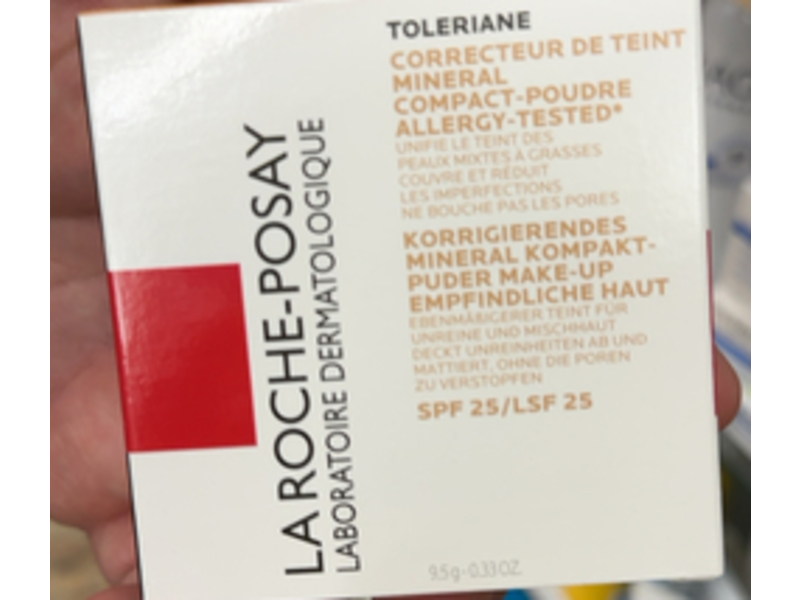 TOLERIANE
CORRECTEUR DE TEINT
MINERAL
COMPACT-POUDRE
ALLERGY-TESTED*
UNIFIE LE TEINT DES
PEAUX MIXTES À GRASSES
COUVRE ET RÉDUIT
LES IMPERFECTIONS
NE BOUCHE PAS LES PORES
KORRIGIERENDES
MINERAL KOMPAKT-
PUDER MAKE-UP
EMPFINDLICHE HAUT
EBENMÄßIGERER TEINT FÜR
UNREINE UND MISCHHAUT
DECKT UNREINHEITEN AB UND
MATTIERT, OHNE DIE POREN
ZU VERSTOPFEN
SPF 25/LSF 25
LA ROCHE-POSAY
LABORATOIRE DERMATOLOGIQUE
9.5 g - 0.33 OZ.